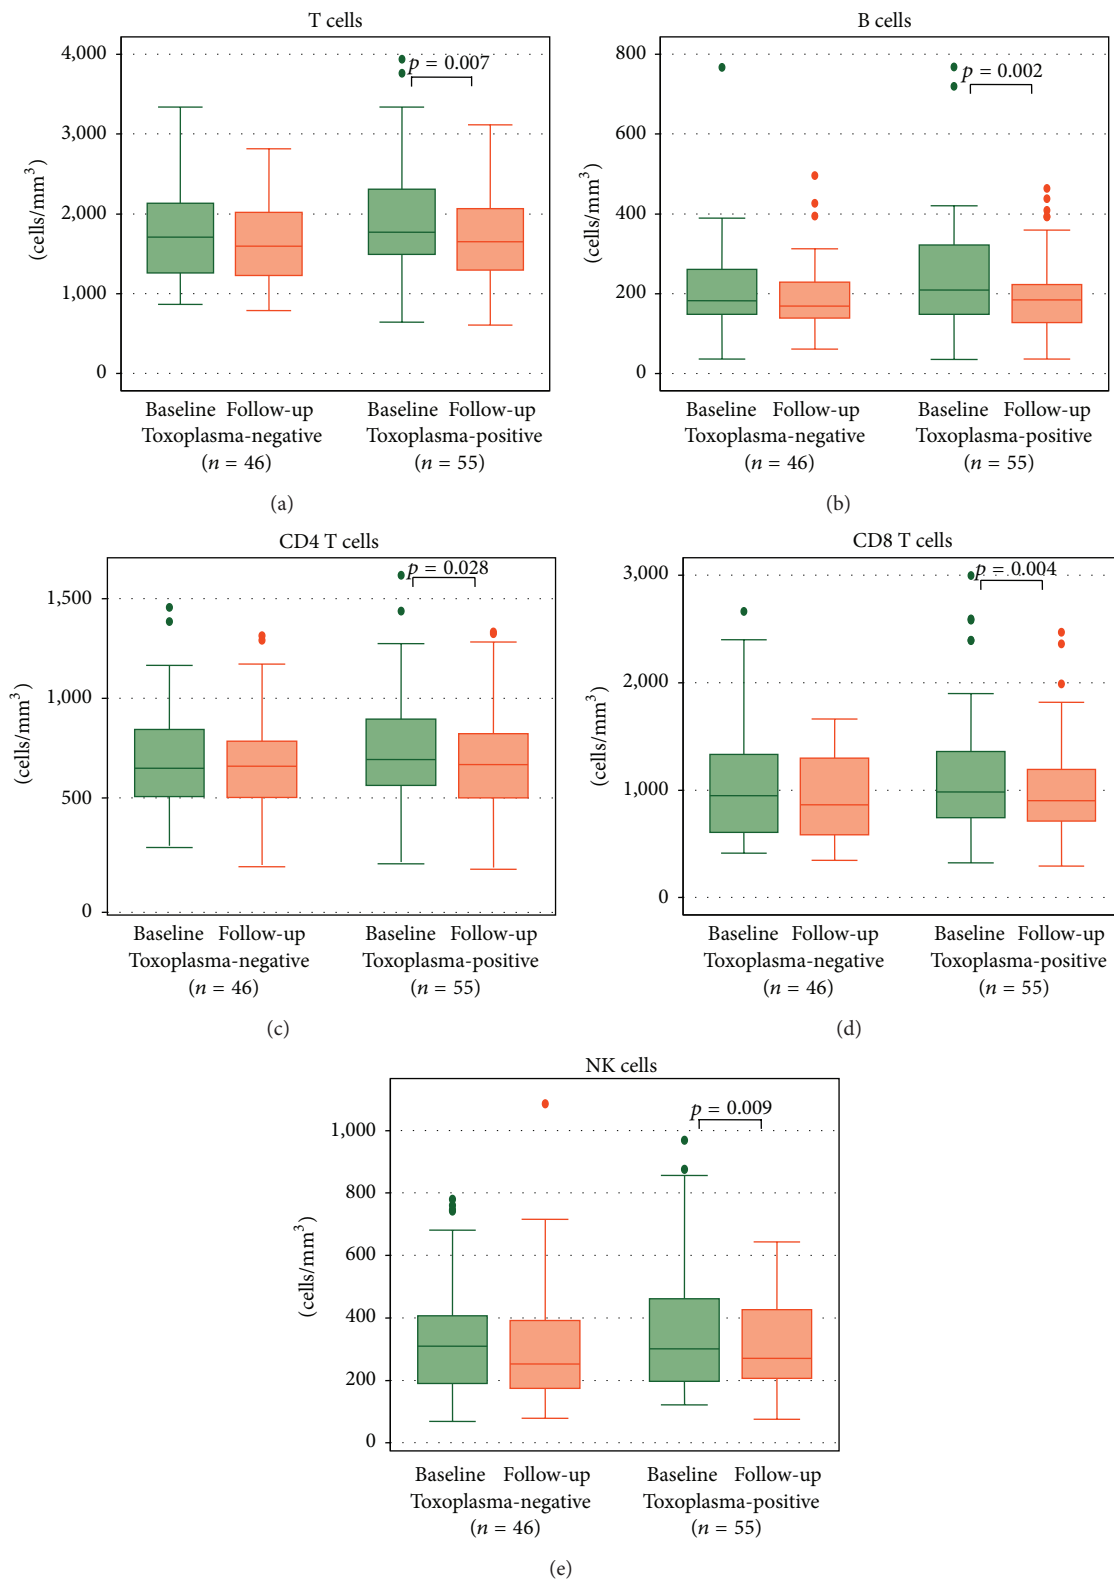 T cells
4,000
3,000
2,000
1,000
0
(cells/mm³)
p = 0.007
Baseline Follow-up Baseline Follow-up
Toxoplasma-negative Toxoplasma-positive
(n = 46) (n = 55)
(a)
B cells
800
600
400
200
0
(cells/mm³)
p = 0.002
Baseline Follow-up Baseline Follow-up
Toxoplasma-negative Toxoplasma-positive
(n = 46) (n = 55)
(b)
CD4 T cells
1,500
1,000
500
0
(cells/mm³)
p = 0.028
Baseline Follow-up Baseline Follow-up
Toxoplasma-negative Toxoplasma-positive
(n = 46) (n = 55)
(c)
CD8 T cells
3,000
2,000
1,000
0
(cells/mm³)
p = 0.004
Baseline Follow-up Baseline Follow-up
Toxoplasma-negative Toxoplasma-positive
(n = 46) (n = 55)
(d)
NK cells
1,000
800
600
400
200
0
(cells/mm³)
p = 0.009
Baseline Follow-up Baseline Follow-up
Toxoplasma-negative Toxoplasma-positive
(n = 46) (n = 55)
(e)